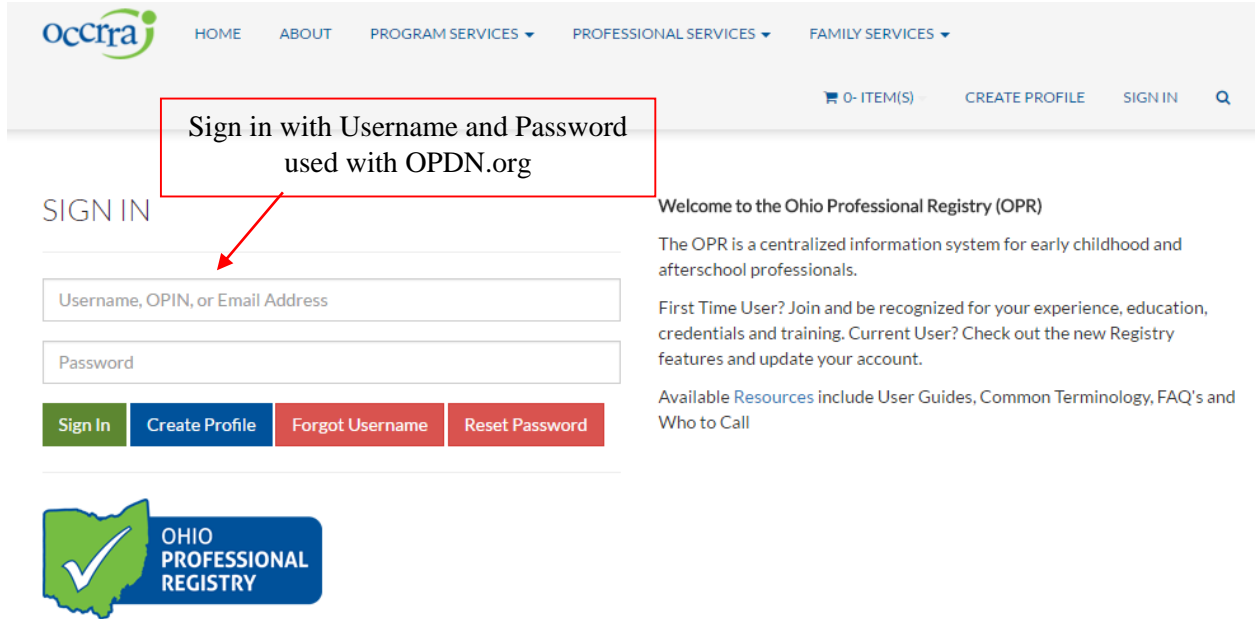 Occrra
HOME ABOUT PROGRAM SERVICES PROFESSIONAL SERVICES FAMILY SERVICES
0- ITEM(S) CREATE PROFILE SIGN IN
Sign in with Username and Password
used with OPDN.org
SIGN IN
Username, OPIN, or Email Address
Password
Sign In Create Profile Forgot Username Reset Password
OHIO
PROFESSIONAL
REGISTRY
Welcome to the Ohio Professional Registry (OPR)
The OPR is a centralized information system for early childhood and
afterschool professionals.
First Time User? Join and be recognized for your experience, education,
credentials and training. Current User? Check out the new Registry
features and update your account.
Available Resources include User Guides, Common Terminology, FAQ's and
Who to Call